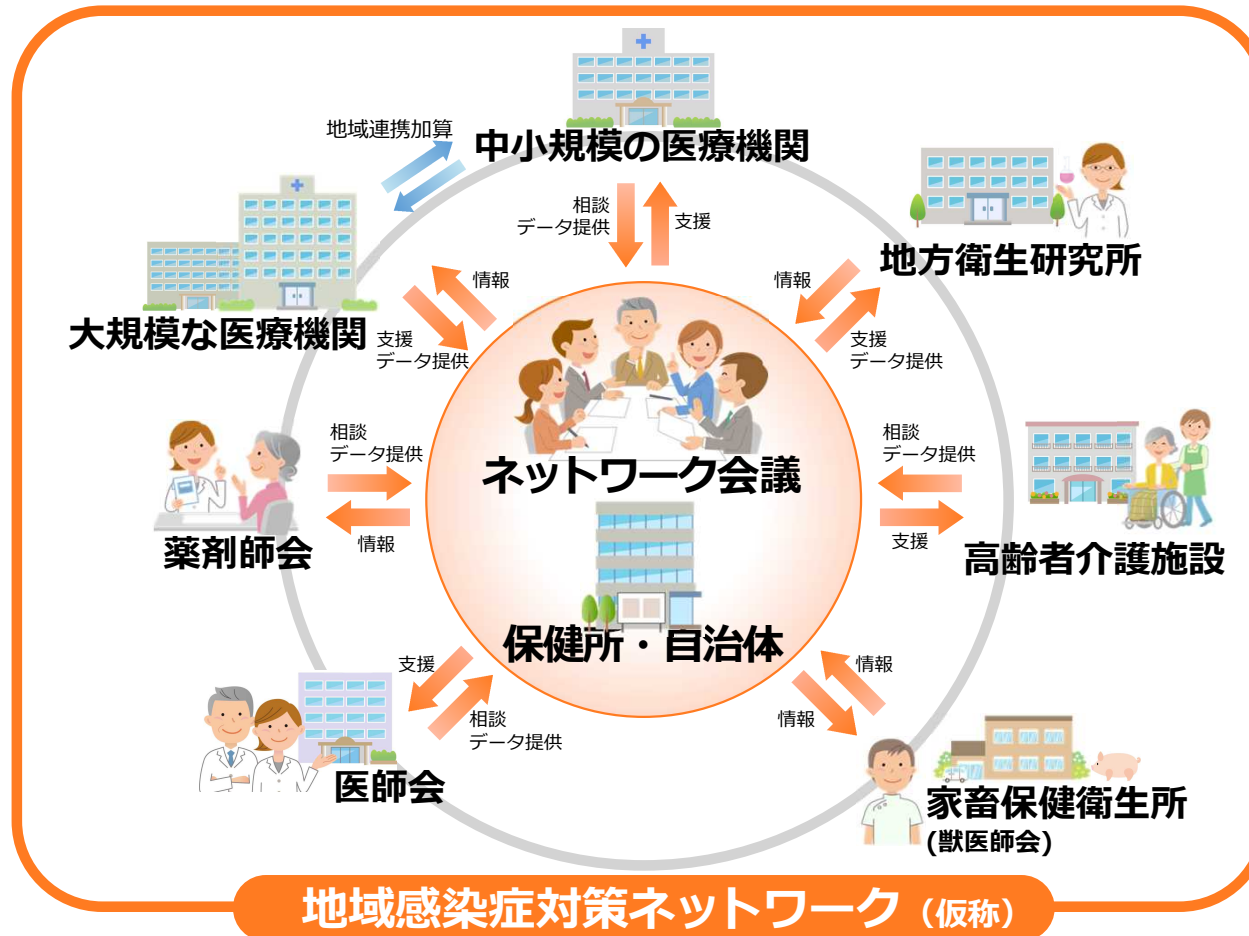 地域連携加算
中小規模の医療機関
相談
データ提供
支援
地方衛生研究所
情報
支援
データ提供
大規模な医療機関
情報
支援
データ提供
ネットワーク会議
保健所・自治体
薬剤師会
相談
データ提供
情報
相談
データ提供
支援
高齢者介護施設
医師会
支援
相談
データ提供
情報
情報
家畜保健衛生所
(獣医師会)
地域感染症対策ネットワーク（仮称）